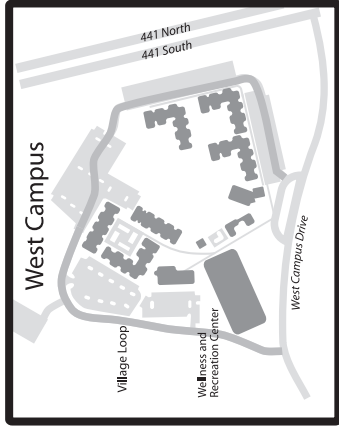 441 North
441 South
West Campus
West Campus Drive
Village Loop
Wellness and
Recreation Center